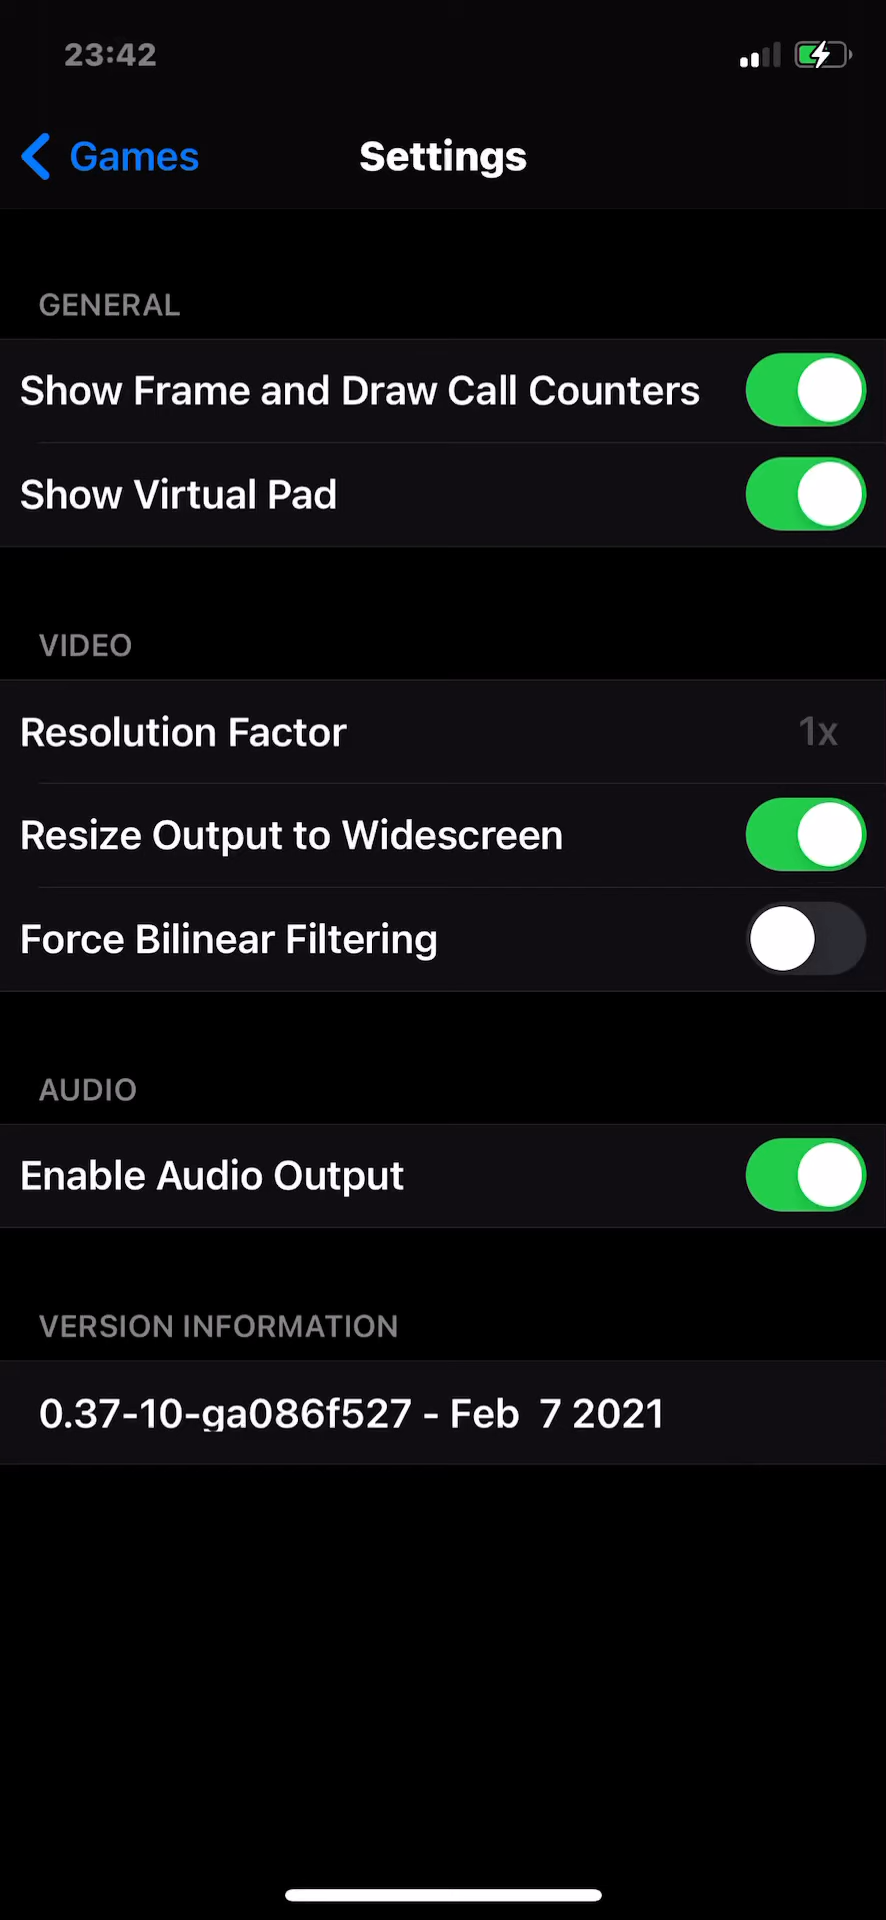 23:42
Games
Settings
GENERAL
Show Frame and Draw Call Counters
Show Virtual Pad
VIDEO
Resolution Factor 1x
Resize Output to Widescreen
Force Bilinear Filtering
AUDIO
Enable Audio Output
VERSION INFORMATION
0.37-10-ga086f527 - Feb  7 2021